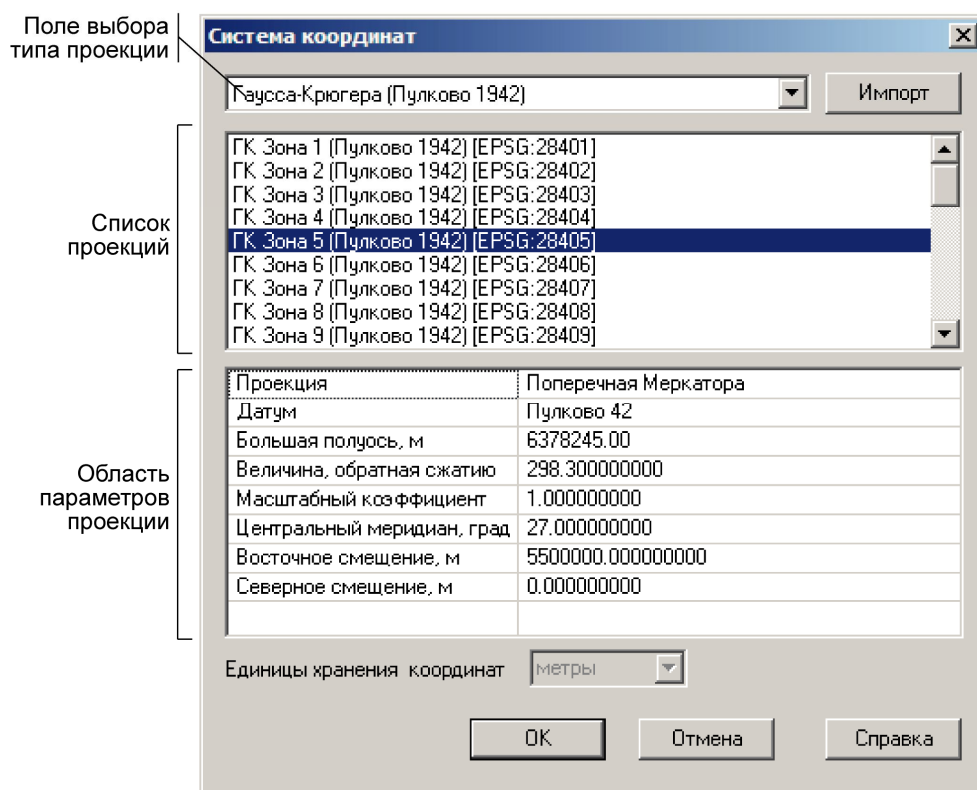 Поле выбора
типа проекции
Система координат
Гаусса-Крюгера (Пулково 1942)
Импорт
Список
проекций
ГК Зона 1 (Пулково 1942) [EPSG:28401]
ГК Зона 2 (Пулково 1942) [EPSG:28402]
ГК Зона 3 (Пулково 1942) [EPSG:28403]
ГК Зона 4 (Пулково 1942) [EPSG:28404]
ГК Зона 5 (Пулково 1942) [EPSG:28405]
ГК Зона 6 (Пулково 1942) [EPSG:28406]
ГК Зона 7 (Пулково 1942) [EPSG:28407]
ГК Зона 8 (Пулково 1942) [EPSG:28408]
ГК Зона 9 (Пулково 1942) [EPSG:28409]
Область
параметров
проекции
Проекция Поперечная Меркатора
Датум Пулково 42
Большая полуось, м 6378245.00
Величина, обратная сжатию 298.300000000
Масштабный коэффициент 1.000000000
Центральный меридиан, град 27.000000000
Восточное смещение, м 5500000.000000000
Северное смещение, м 0.000000000
Единицы хранения координат метры
OK Отмена Справка